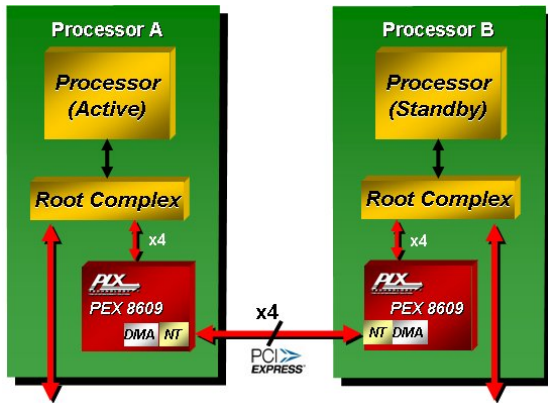 Processor A
Processor
(Active)
Root Complex
x4
PLX
PEX 8609
DMA NT
x4
PCI
EXPRESS®
Processor B
Processor
(Standby)
Root Complex
x4
PLX
PEX 8609
NT DMA